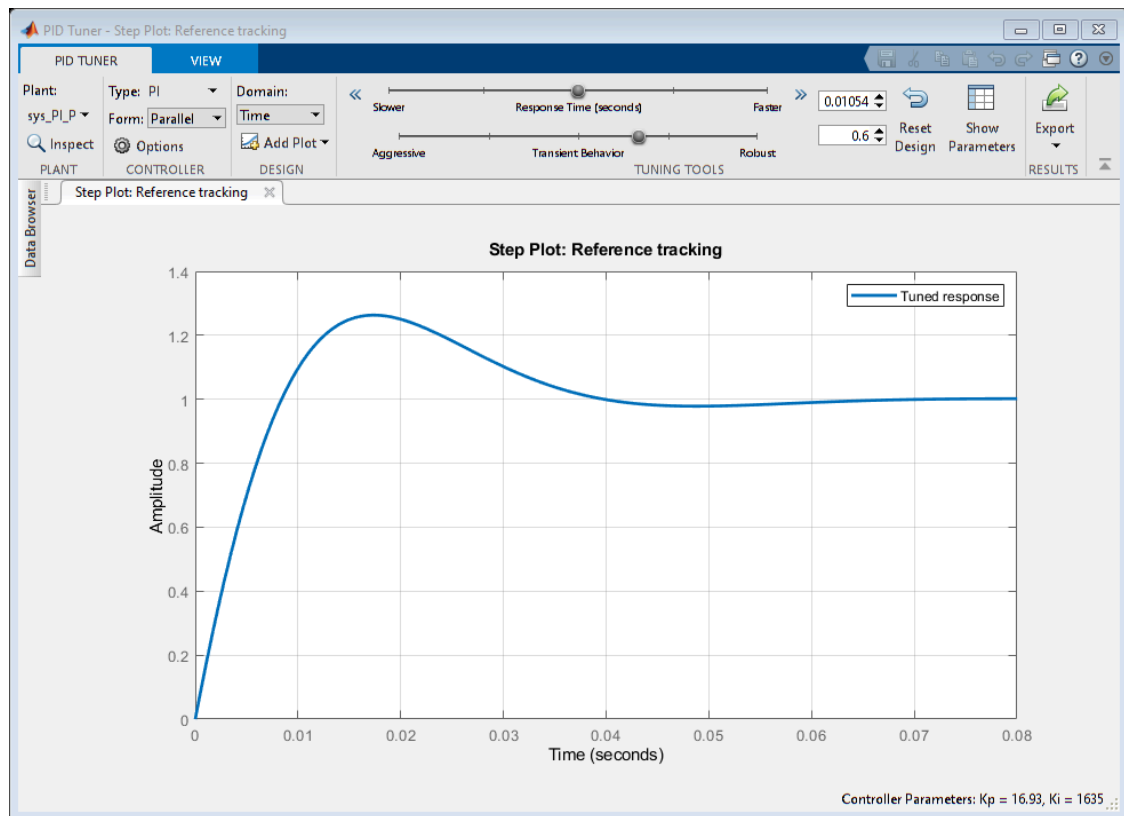 PID Tuner - Step Plot: Reference tracking
PID TUNER VIEW
Plant: Type: PI Domain:
sys_PI_P Form: Parallel Time
Slower Response Time (seconds) Faster 0.01054
Inspect Options Add Plot
Aggressive Transient Behavior Robust 0.6
Reset Design Show Parameters Export
PLANT CONTROLLER DESIGN TUNING TOOLS RESULTS
Data Browser
Step Plot: Reference tracking
Step Plot: Reference tracking
Tuned response
1.4
1.2
1
0.8
0.6
0.4
0.2
0
Amplitude
0 0.01 0.02 0.03 0.04 0.05 0.06 0.07 0.08
Time (seconds)
Controller Parameters: Kp = 16.93, Ki = 1635